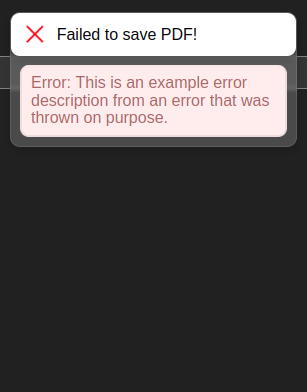 Failed to save PDF!
Error: This is an example error
description from an error that was
thrown on purpose.